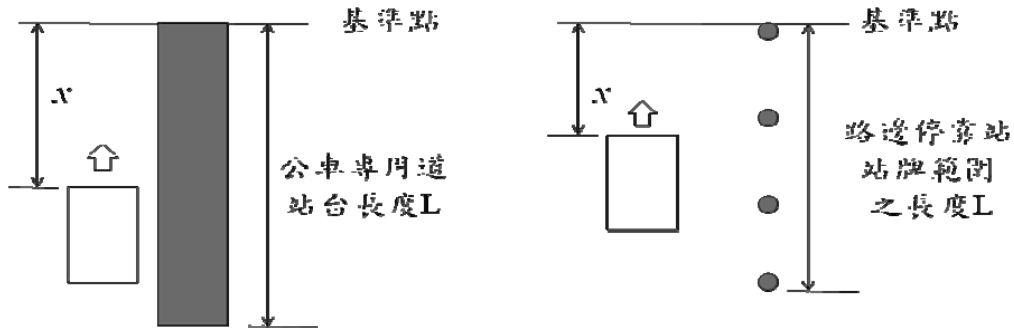 基準點
x
公車專用道
站台長度L
基準點
x
路邊停靠站
站牌範圍
之長度L